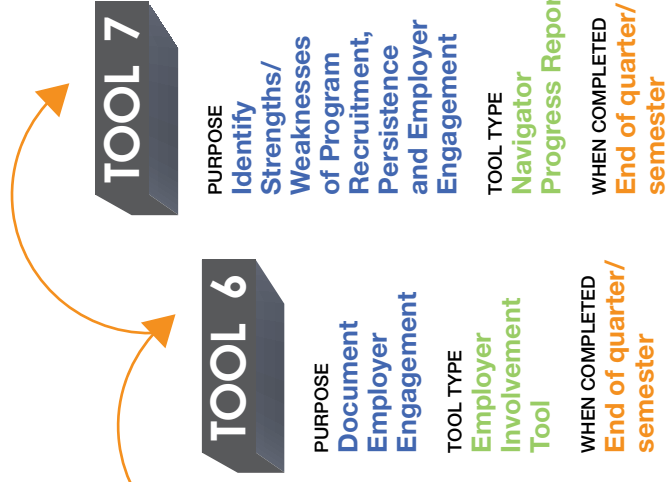 TOOL 6
PURPOSE
Document
Employer
Engagement
TOOL TYPE
Employer
Involvement
Tool
WHEN COMPLETED
End of quarter/
semester
TOOL 7
PURPOSE
Identify
Strengths/
Weaknesses
of Program
Recruitment,
Persistence
and Employer
Engagement
TOOL TYPE
Navigator
Progress Repor
WHEN COMPLETED
End of quarter/
semester